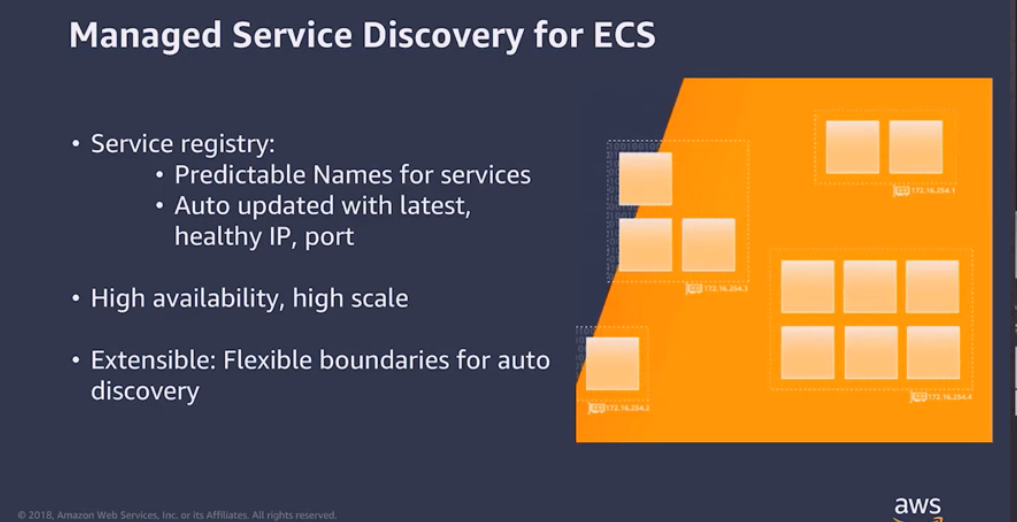 Managed Service Discovery for ECS
• Service registry:
• Predictable Names for services
• Auto updated with latest,
healthy IP, port
• High availability, high scale
• Extensible: Flexible boundaries for auto
discovery
172.16.254.1
172.16.254.3
172.16.254.2
172.16.254.4
© 2018, Amazon Web Services, Inc. or its Affiliates. All rights reserved.
aws